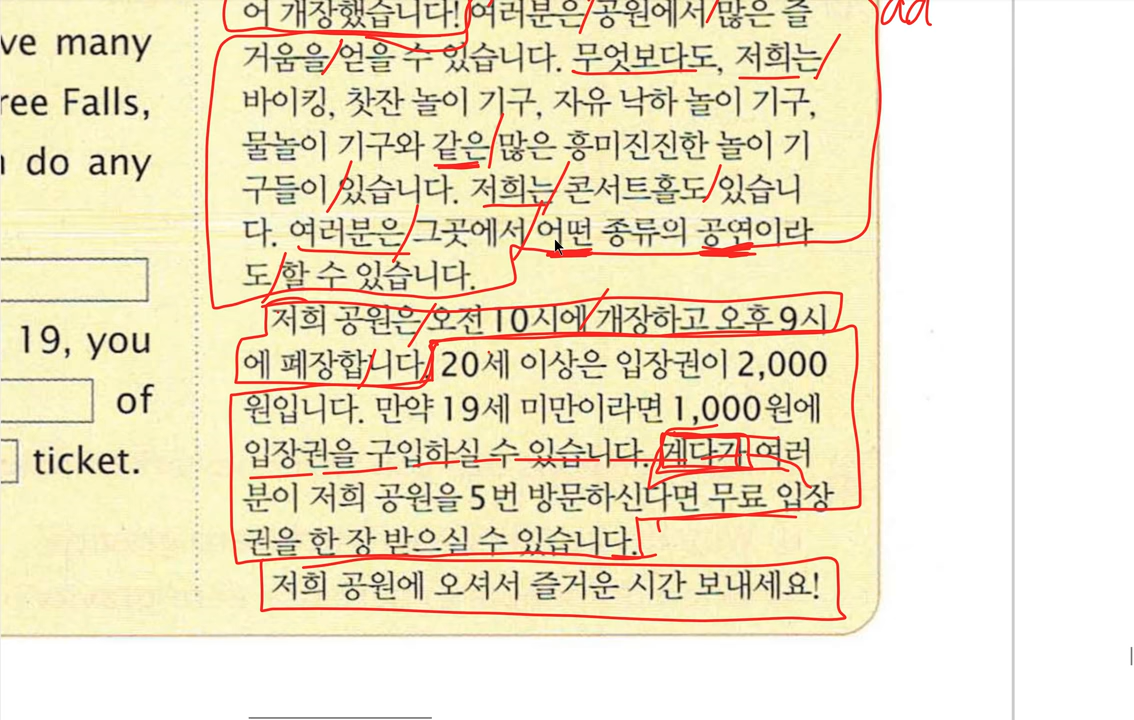 어 개장했습니다! 여러분은 공원에서 많은 즐 ad
ve many 거움을 얻을 수 있습니다. 무엇보다도, 저희는
ree Falls, 바이킹, 찻잔 놀이 기구, 자유 낙하 놀이 기구,
do any 물놀이 기구와 같은 많은 흥미진진한 놀이 기
구들이 있습니다. 저희는 콘서트홀도 있습니
다. 여러분은 그곳에서 어떤 종류의 공연이라
도 할 수 있습니다.
19, you 저희 공원은 오전 10시에 개장하고 오후 9시
에 폐장합니다. 20세 이상은 입장권이 2,000
of 원입니다. 만약 19세 미만이라면 1,000원에
ticket. 입장권을 구입하실 수 있습니다. 게다가 여러
분이 저희 공원을 5번 방문하신다면 무료 입장
권을 한 장 받으실 수 있습니다.
저희 공원에 오셔서 즐거운 시간 보내세요!